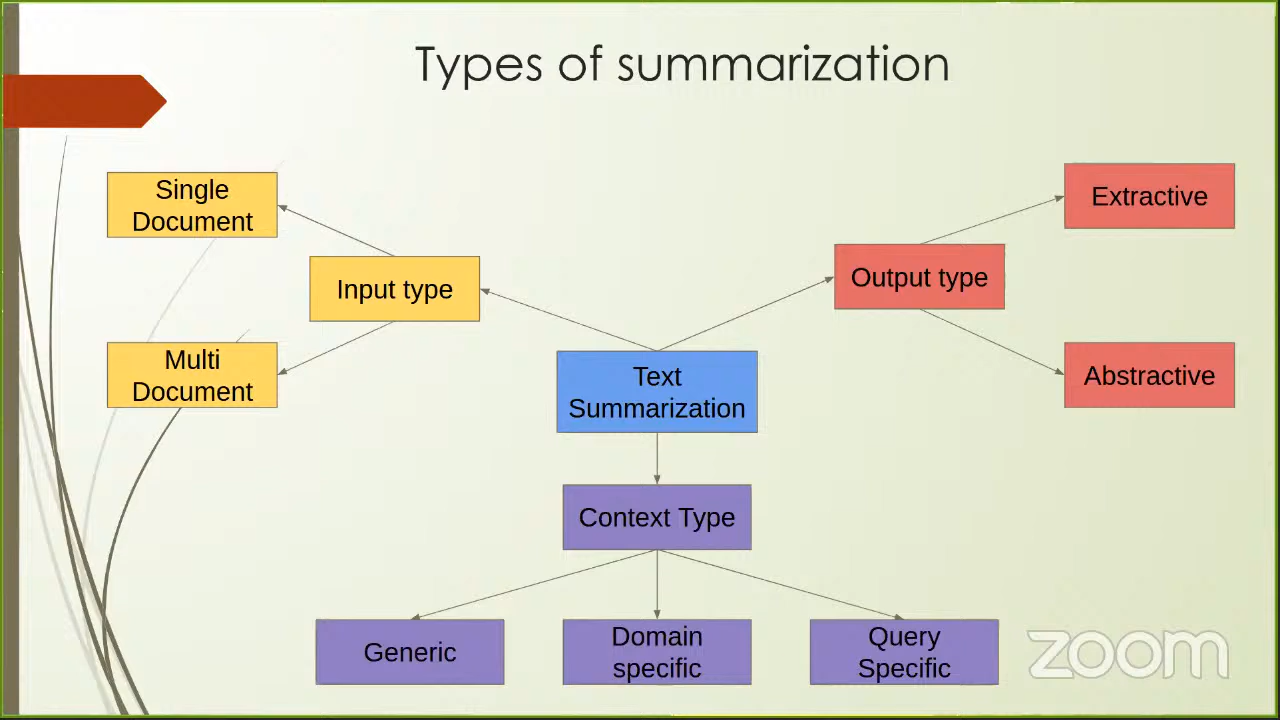 Types of summarization
Single
Document
Extractive
Input type
Output type
Multi
Document
Text
Summarization
Abstractive
Context Type
Generic
Domain
specific
Query
Specific
zoom